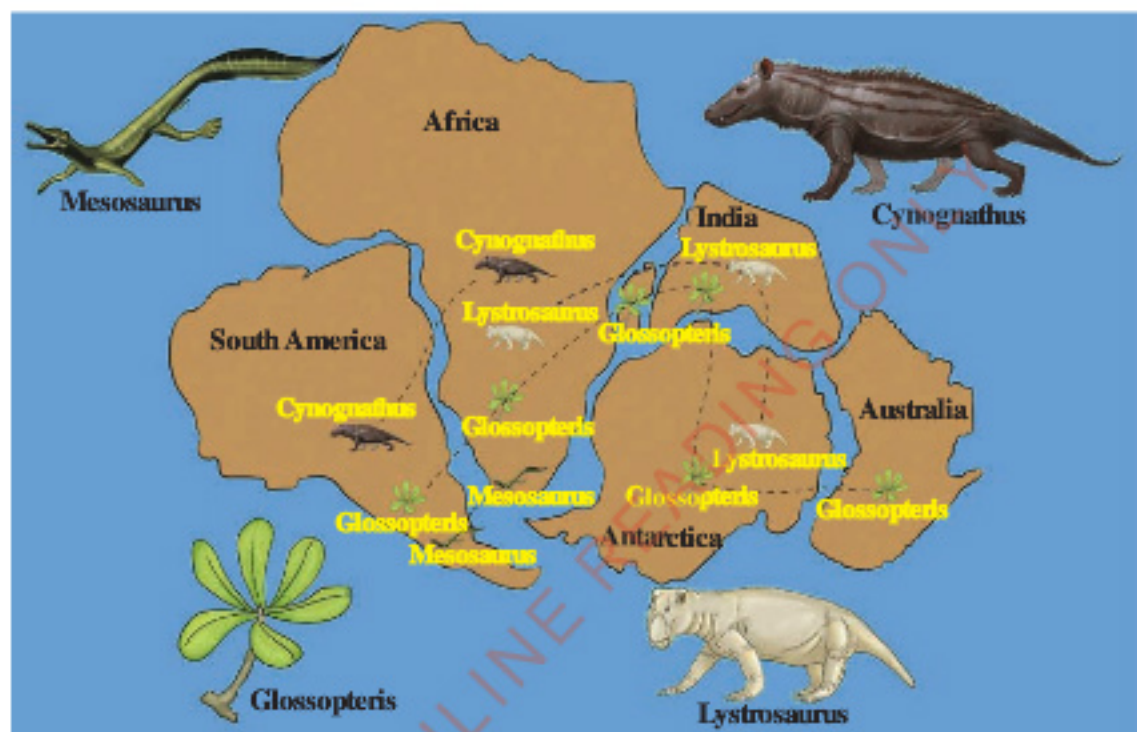 Africa
Mesosaurus
Cynognathus
India
Cynognathus
Lystrosaurus
Lystrosaurus
Glossopteris
South America
Cynognathus
Australia
Glossopteris
Lystrosaurus
Mesosaurus
Glossopteris
Glossopteris
Glossopteris
Mesosaurus
Antarctica
Glossopteris
Lystrosaurus
ONLINE READING ONLY